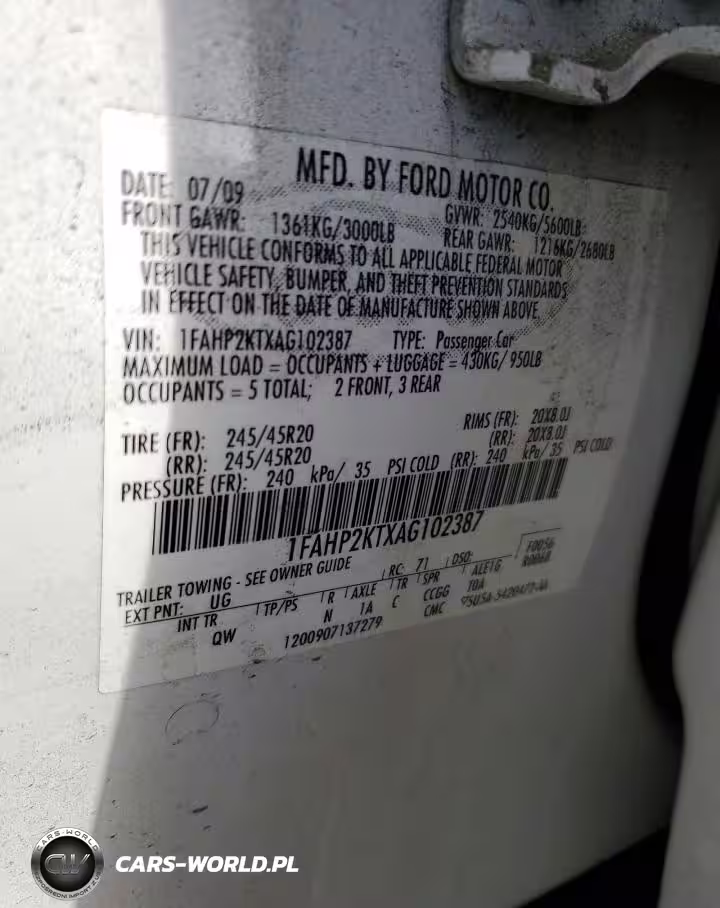 MFD. BY FORD MOTOR CO.
DATE: 07/09
GVWR: 2540KG/5600LB
FRONT GAWR: 1361KG/3000LB
REAR GAWR: 1216KG/2680LB
THIS VEHICLE CONFORMS TO ALL APPLICABLE FEDERAL MOTOR
VEHICLE SAFETY, BUMPER, AND THEFT PREVENTION STANDARDS
IN EFFECT ON THE DATE OF MANUFACTURE SHOWN ABOVE.
VIN: 1FAHP2KTXAG102387 TYPE: Passenger Car
MAXIMUM LOAD = OCCUPANTS + LUGGAGE = 430KG/ 950LB
OCCUPANTS = 5 TOTAL; 2 FRONT, 3 REAR
TIRE (FR): 245/45R20 RIMS (FR): 20X8.0J
(RR): 245/45R20 (RR): 20X8.0J
PRESSURE (FR): 240 kPa/ 35 PSI COLD (RR): 240 kPa/ 35 PSI COLD
1FAHP2KTXAG102387
TRAILER TOWING - SEE OWNER GUIDE RC: 71 DSO: F0056
R0068
EXT PNT: UG
INT TR TP/PS R AXLE TR SPR ALE1G
QW N 1A C CCGG 10A
1200907137279 CMC
CARS-WORLD
CW
CARS-WORLD.PL